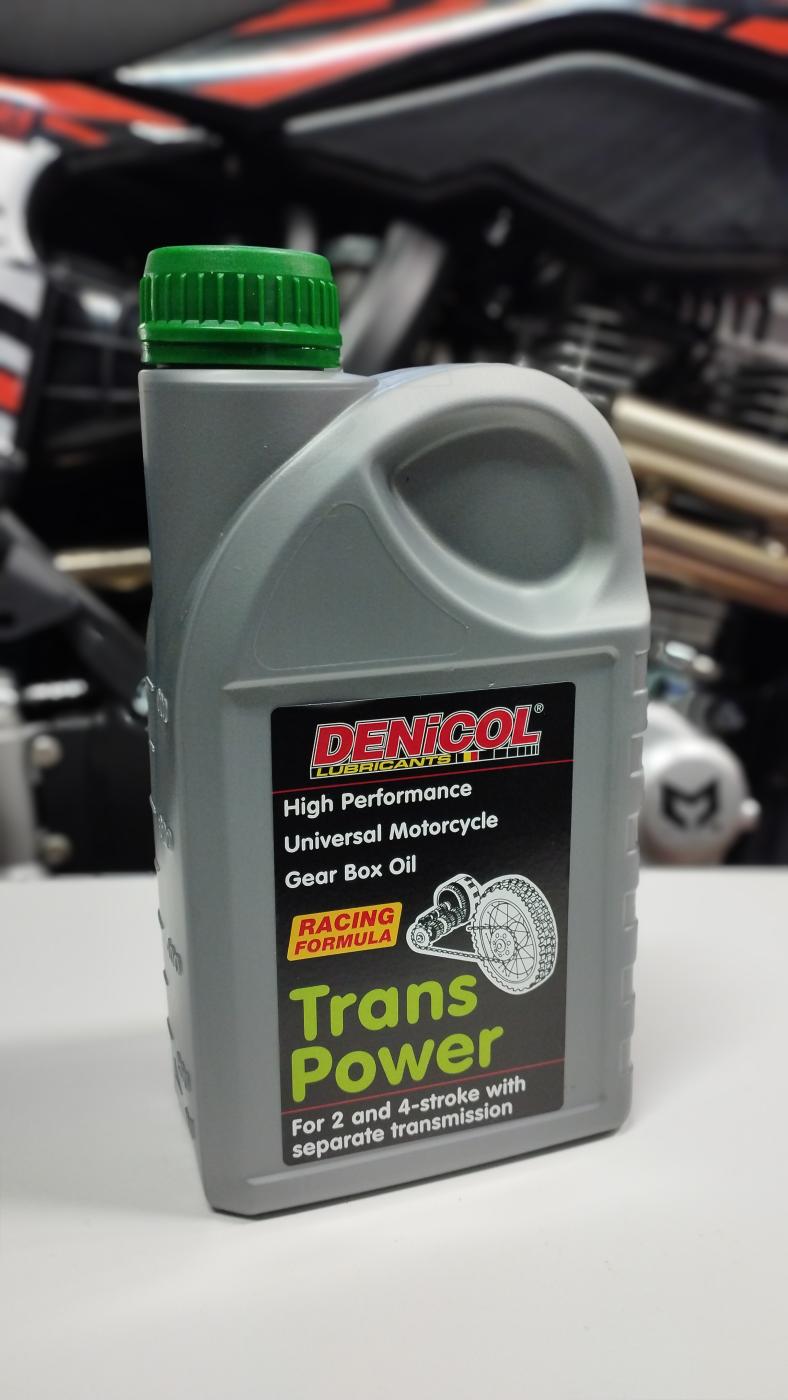 DENiCOL®
LUBRICANTS
High Performance
Universal Motorcycle
Gear Box Oil
RACING
FORMULA
Trans
Power
For 2 and 4-stroke with
separate transmission